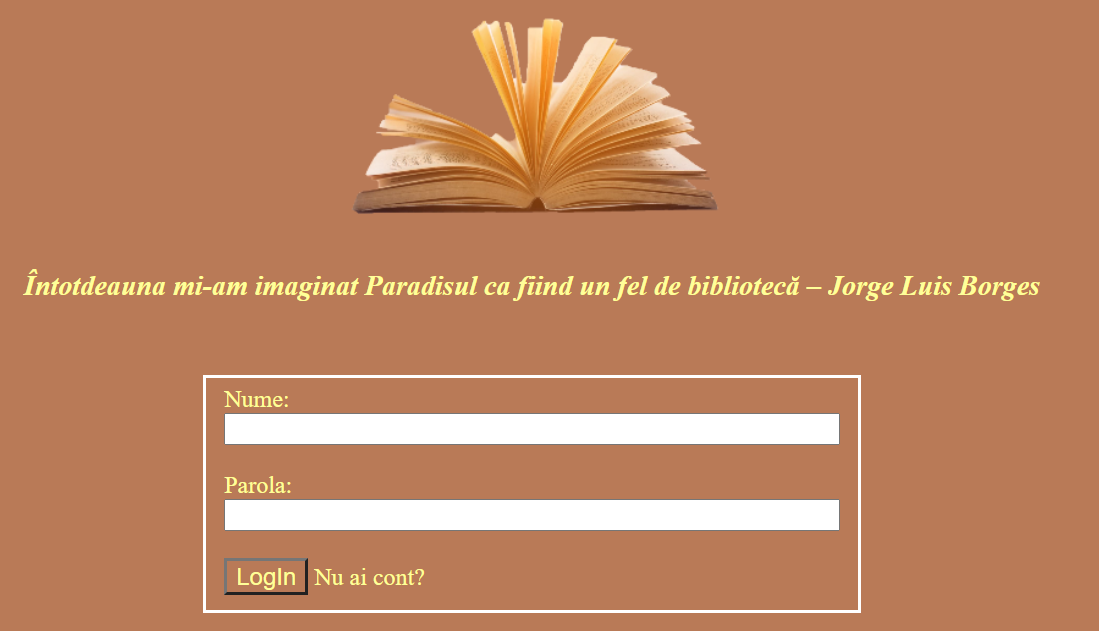 Întotdeauna mi-am imaginat Paradisul ca fiind un fel de bibliotecă – Jorge Luis Borges
Nume:
Parola:
LogIn Nu ai cont?